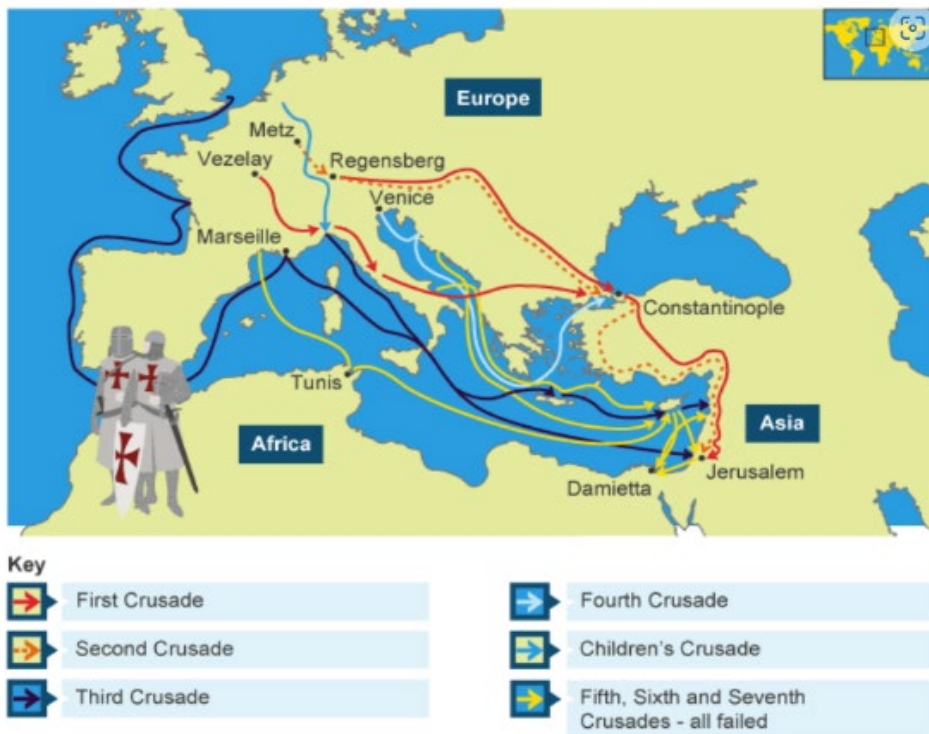 Europe
Metz
Vezelay
Regensberg
Venice
Marseille
Constantinople
Tunis
Africa
Asia
Jerusalem
Damietta
Key
First Crusade
Second Crusade
Third Crusade
Fourth Crusade
Children's Crusade
Fifth, Sixth and Seventh
Crusades - all failed